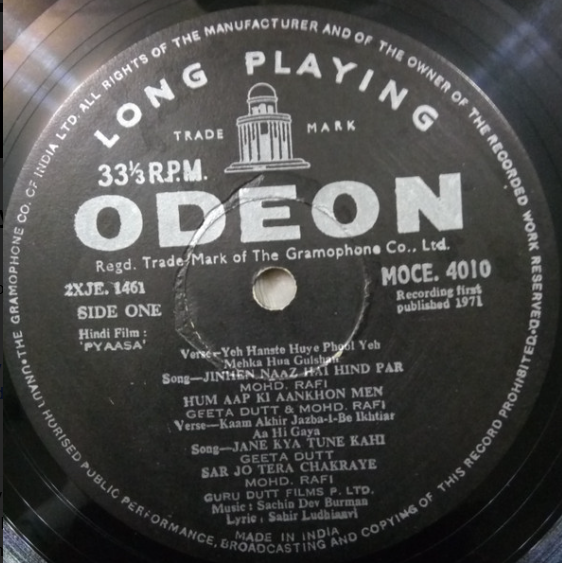 THE GRAMOPHONE CO. OF INDIA LTD. ALL RIGHTS OF THE MANUFACTURER AND OF THE OWNER OF THE RECORDED WORK RESERVED.
LONG PLAYING
TRADE MARK
33⅓ R.P.M.
ODEON
Regd. Trade Mark of The Gramophone Co., Ltd.
2XJE. 1461
MOCE. 4010
SIDE ONE
Recording first
published 1971
Hindi Film :
'PYAASA'
Verse—Yeh Hanste Huye Phool Yeh
Mehka Hua Gulshan
Song—JINHEN NAAZ HAI HIND PAR
MOHD. RAFI
HUM AAP KI AANKHON MEN
GEETA DUTT & MOHD. RAFI
Verse—Kaam Akhir Jazba-i-Be Ikhtiar
Aa Hi Gaya
Song—JANE KYA TUNE KAHI
GEETA DUTT
SAR JO TERA CHAKRAYE
MOHD. RAFI
GURU DUTT FILMS P. LTD.
Music : Sachin Dev Burman
Lyric : Sahir Ludhianvi
MADE IN INDIA
UNAUTHORISED PUBLIC PERFORMANCE, BROADCASTING AND COPYING OF THIS RECORD PROHIBITED.